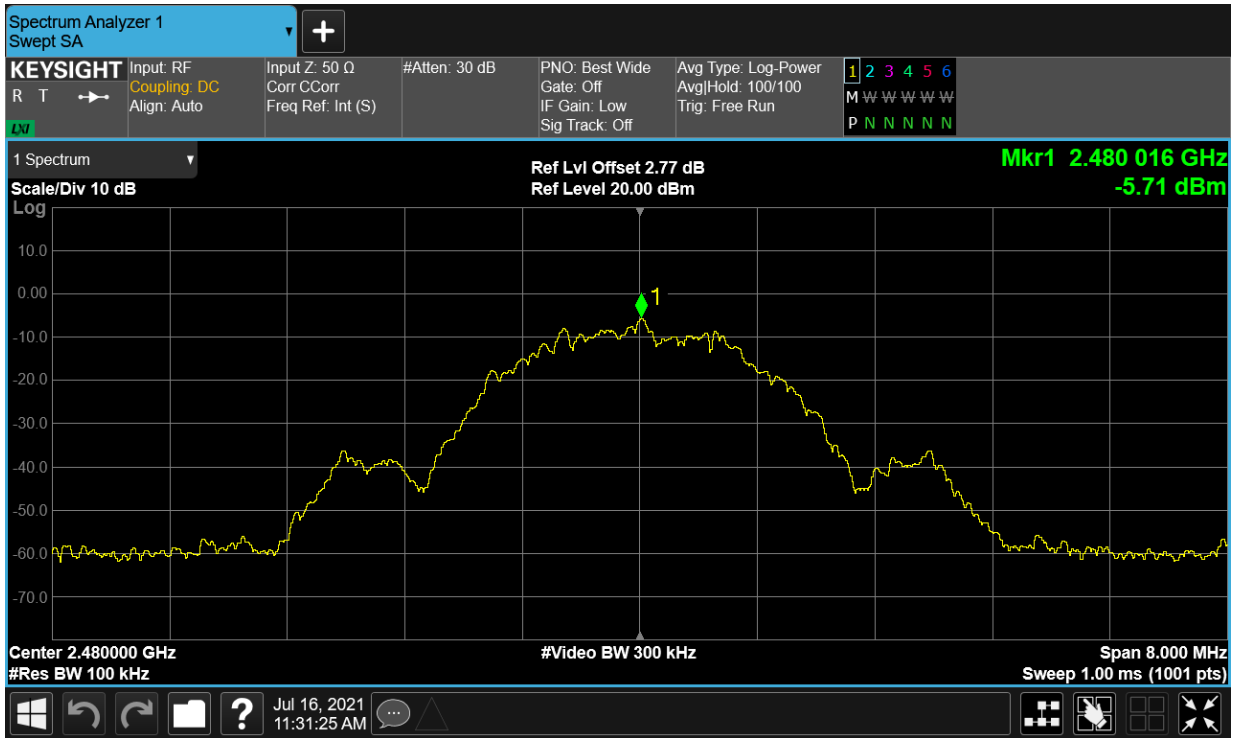 Spectrum Analyzer 1
Swept SA
KEYSIGHT
R T
LXI
Input: RF
Coupling: DC
Align: Auto
Input Z: 50 Ω
Corr CCorr
Freq Ref: Int (S)
#Atten: 30 dB
PNO: Best Wide
Gate: Off
IF Gain: Low
Sig Track: Off
Avg Type: Log-Power
Avg|Hold: 100/100
Trig: Free Run
1 2 3 4 5 6
M W W W W W
P N N N N N
1 Spectrum
Scale/Div 10 dB
Log
Ref Lvl Offset 2.77 dB
Ref Level 20.00 dBm
Mkr1 2.480 016 GHz
-5.71 dBm
10.0
0.00
-10.0
-20.0
-30.0
-40.0
-50.0
-60.0
-70.0
1
Center 2.480000 GHz
#Res BW 100 kHz
#Video BW 300 kHz
Span 8.000 MHz
Sweep 1.00 ms (1001 pts)
?
Jul 16, 2021
11:31:25 AM